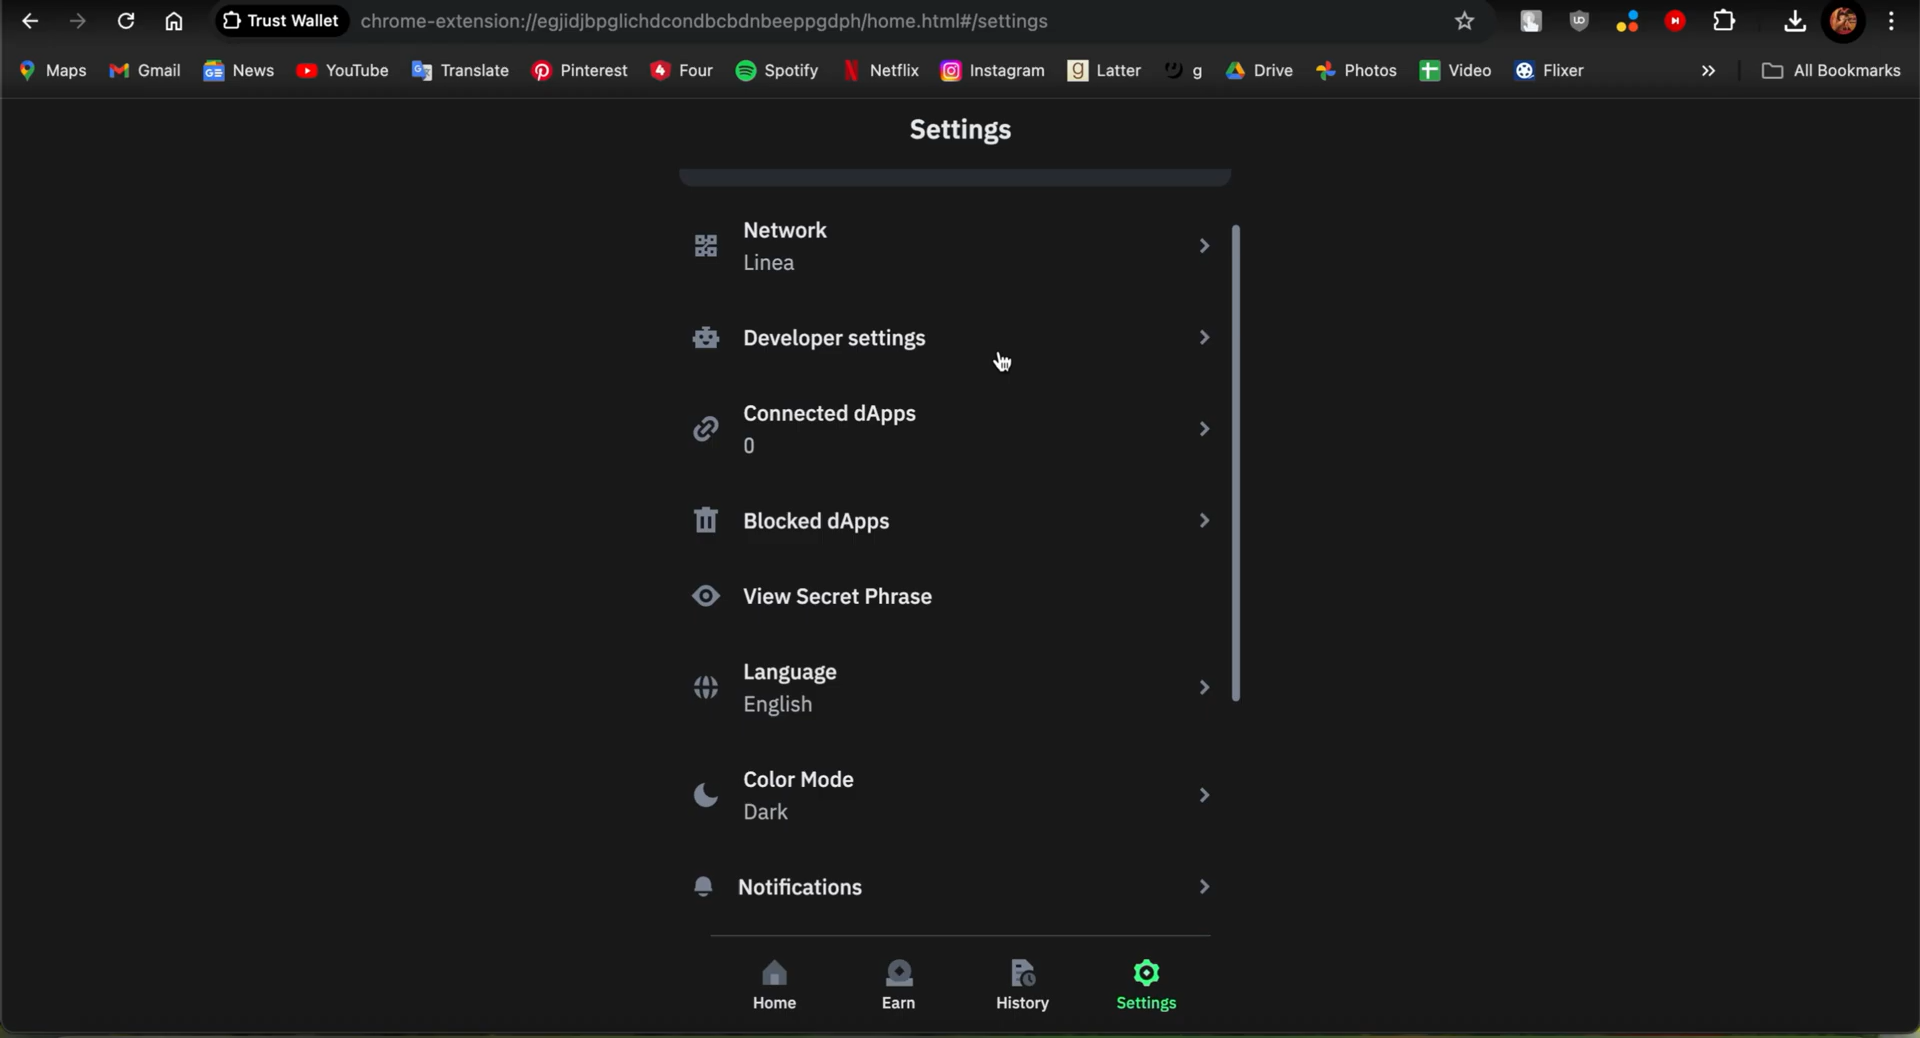 Trust Wallet chrome-extension://egjidjbpglichdcondbcbdnbeeppgdph/home.html#/settings
Maps Gmail News YouTube Translate Pinterest Four Spotify Netflix Instagram Latter g Drive Photos Video Flixer All Bookmarks
Settings
Network
Linea
Developer settings
Connected dApps
0
Blocked dApps
View Secret Phrase
Language
English
Color Mode
Dark
Notifications
Home Earn History Settings